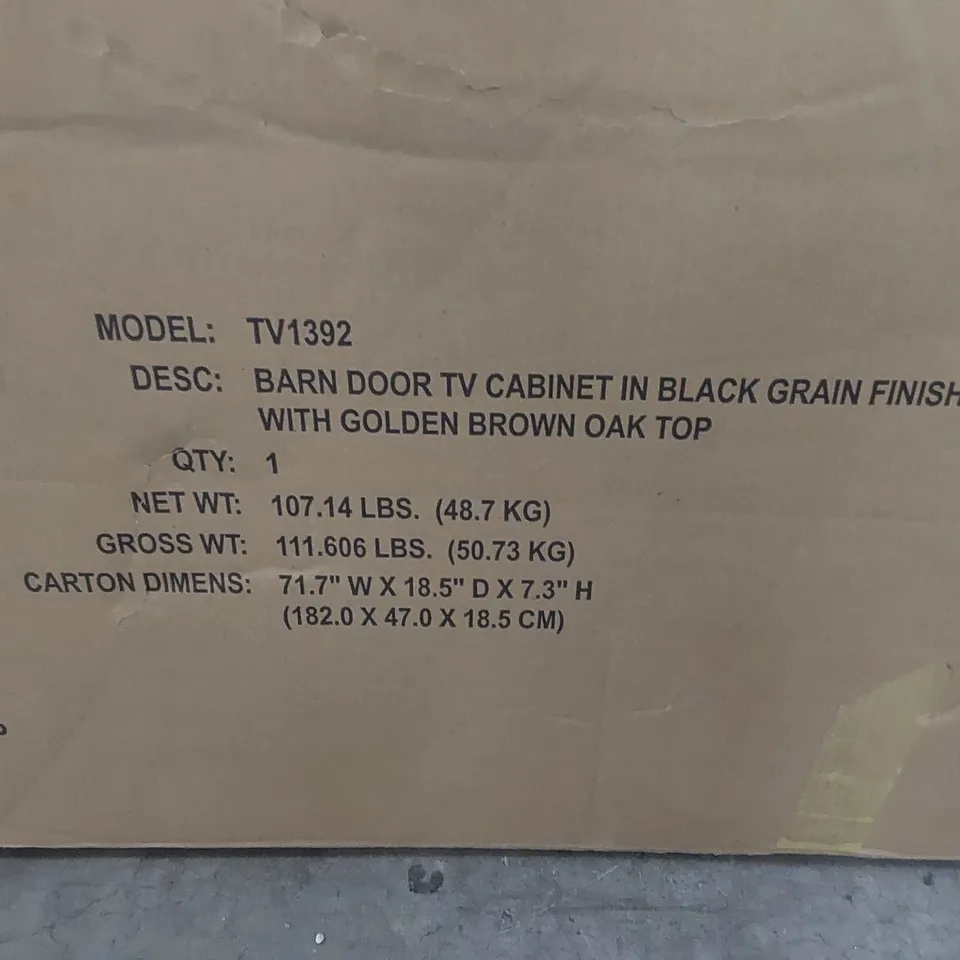 MODEL: TV1392
DESC: BARN DOOR TV CABINET IN BLACK GRAIN FINISH
WITH GOLDEN BROWN OAK TOP
QTY: 1
NET WT: 107.14 LBS. (48.7 KG)
GROSS WT: 111.606 LBS. (50.73 KG)
CARTON DIMENS: 71.7" W X 18.5" D X 7.3" H
(182.0 X 47.0 X 18.5 CM)